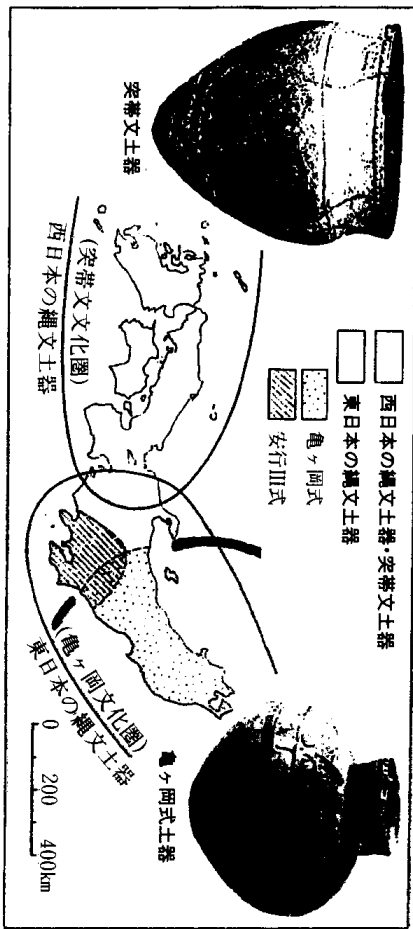 突帯文土器
(突帯文文化圏)
西日本の縄文土器
西日本の縄文土器・突帯文土器
東日本の縄文土器
亀ヶ岡式
安行III式
(亀ヶ岡文化圏)
東日本の縄文土器
亀ヶ岡式土器
0 200 400km